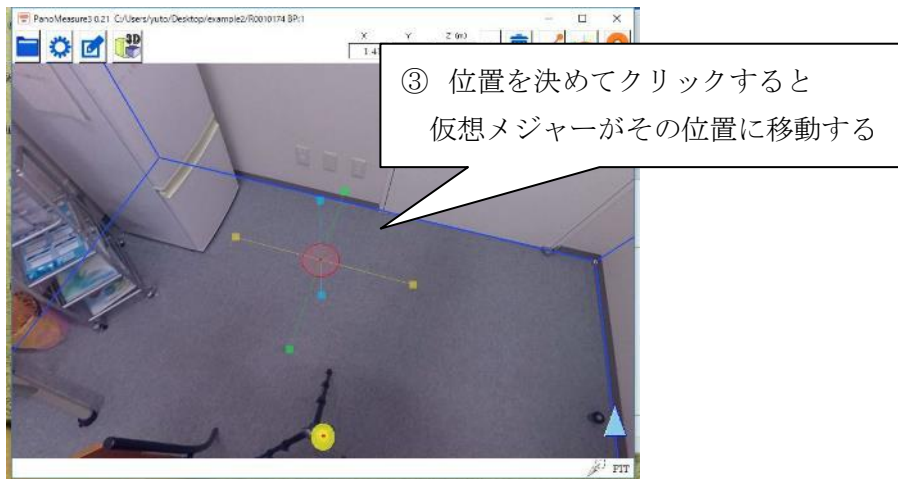 PanoMeasure3 0.21 C:/Users/yuto/Desktop/example2/R0010174 BP:1
3D
X Y Z (m)
③ 位置を決めてクリックすると
仮想メジャーがその位置に移動する
FIT